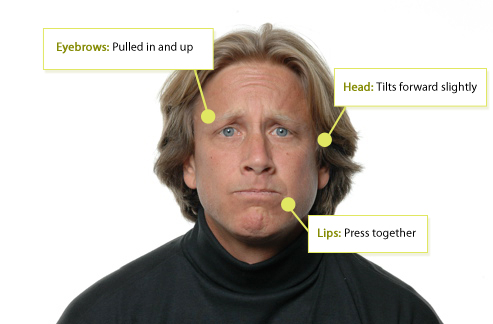 Eyebrows: Pulled in and up
Head: Tilts forward slightly
Lips: Press together